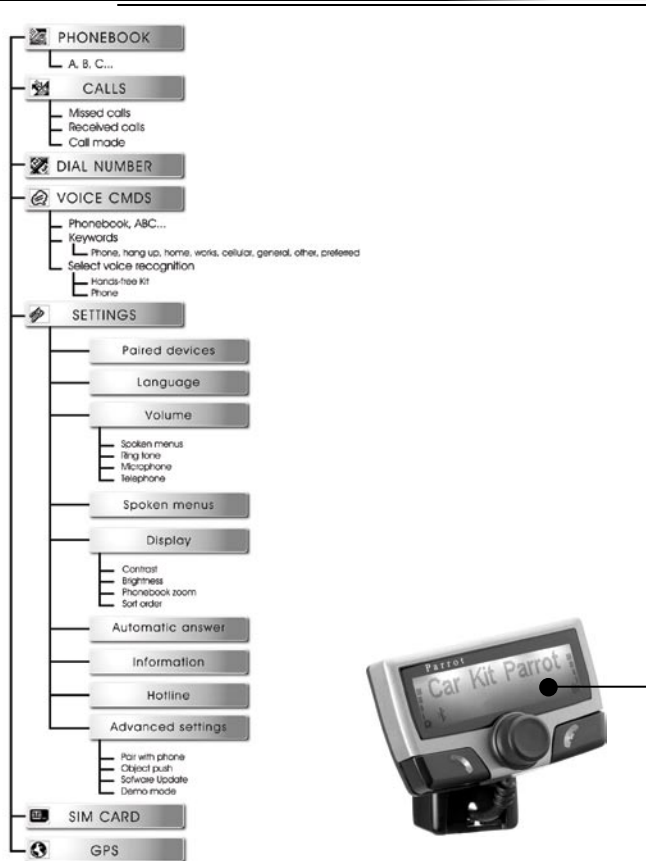 PHONEBOOK
A, B, C...
CALLS
Missed calls
Received calls
Call made
DIAL NUMBER
VOICE CMDS
Phonebook, ABC...
Keywords
Phone, hang up, home, works, cellular, general, other, preferred
Select voice recognition
Hands-free Kit
Phone
SETTINGS
Paired devices
Language
Volume
Spoken menus
Ring tone
Microphone
Telephone
Spoken menus
Display
Contrast
Brightness
Phonebook zoom
Sort order
Automatic answer
Information
Hotline
Advanced settings
Pair with phone
Object push
Sofware Update
Demo mode
Parrot
Car Kit Parrot
SIM CARD
GPS